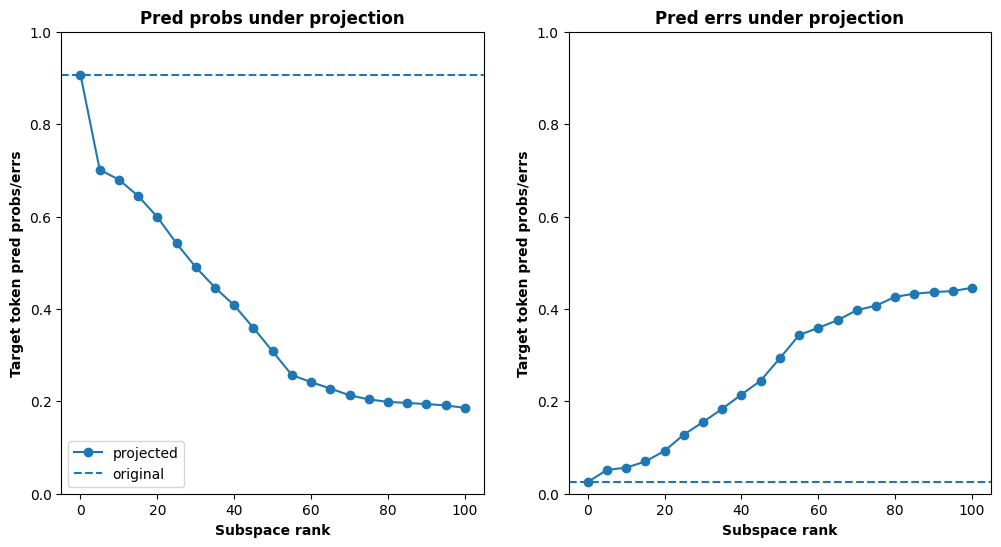 Pred probs under projection
Target token pred probs/errs
1.0
0.8
0.6
0.4
0.2
0.0
projected
original
0 20 40 60 80 100
Subspace rank
Pred errs under projection
Target token pred probs/errs
1.0
0.8
0.6
0.4
0.2
0.0
0 20 40 60 80 100
Subspace rank